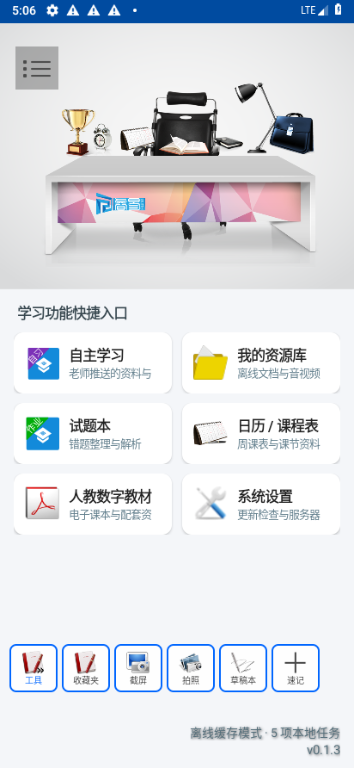 5:06
LTE
学习功能快捷入口
自习
自主学习
老师推送的资料与
我的资源库
离线文档与音视频
作业
试题本
错题整理与解析
日历 / 课程表
周课表与课节资料
人教数字教材
电子课本与配套资
系统设置
更新检查与服务器
工具
收藏夹
截屏
拍照
草稿本
速记
离线缓存模式 · 5 项本地任务
v0.1.3